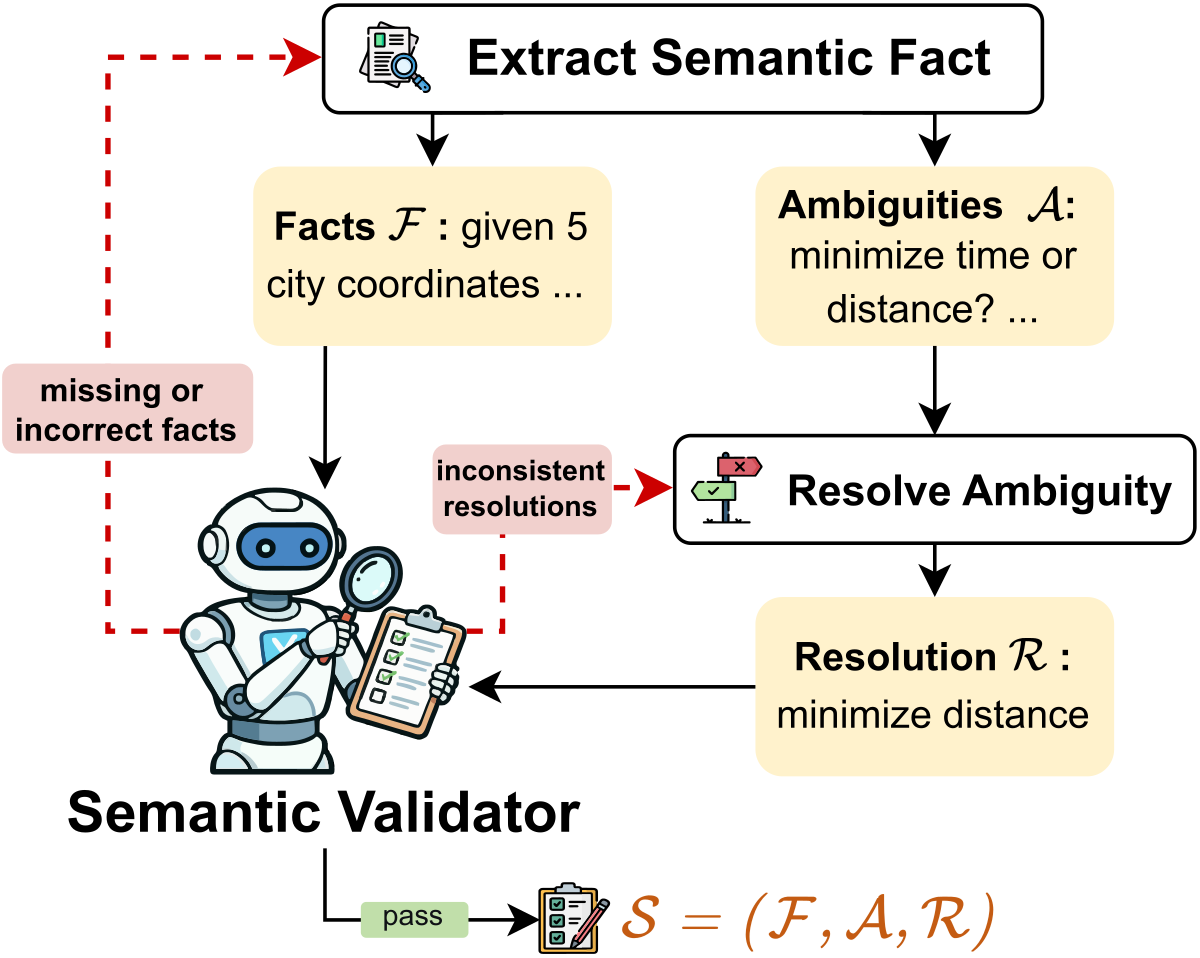 Extract Semantic Fact
Facts ℱ : given 5
city coordinates ...
Ambiguities 𝒜:
minimize time or
distance? ...
missing or
incorrect facts
inconsistent
resolutions
Resolve Ambiguity
Resolution ℛ :
minimize distance
Semantic Validator
pass
𝒮 = (ℱ, 𝒜, ℛ)